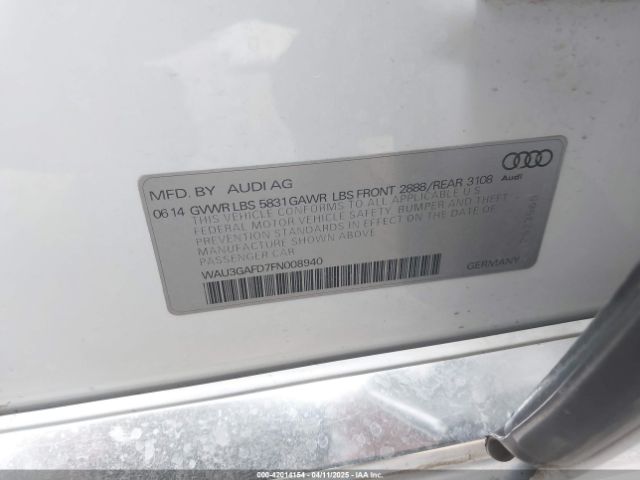 MFD. BY AUDI AG
Audi
06 14 GVWR LBS 5831 GAWR LBS FRONT 2888/REAR 3108
THIS VEHICLE CONFORMS TO ALL APPLICABLE U.S.
FEDERAL MOTOR VEHICLE SAFETY, BUMPER AND
THEFT PREVENTION STANDARDS IN EFFECT ON THE DATE OF
MANUFACTURE SHOWN ABOVE.
PASSENGER CAR
WAU3GAFD7FN008940
GERMANY
000-42014154 - 04/11/2025 - Copyright IAA, LLC.